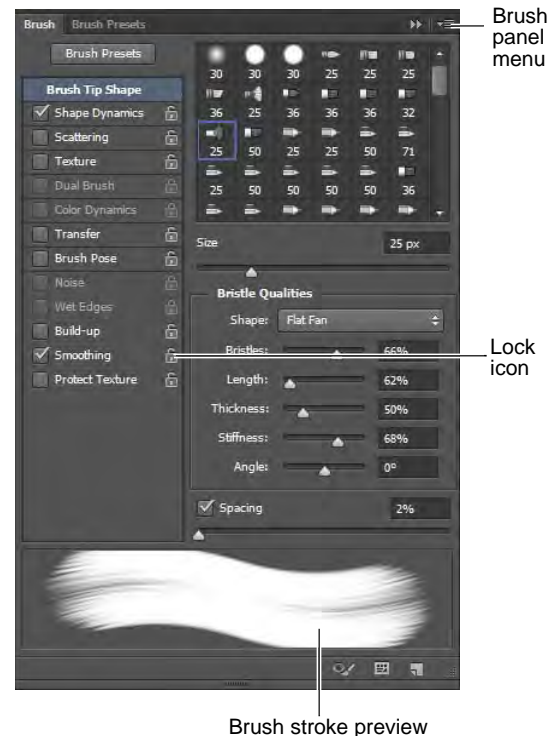 Brush Brush Presets
Brush panel menu
Brush Presets
30 30 30 25 25 25
36 25 36 36 36 32
25 50 25 25 50 71
25 50 50 50 50 36
Brush Tip Shape
Shape Dynamics
Scattering
Texture
Dual Brush
Color Dynamics
Transfer
Brush Pose
Noise
Wet Edges
Build-up
Smoothing
Protect Texture
Size 25 px
Bristle Qualities
Shape: Flat Fan
Bristles: 66%
Length: 62%
Thickness: 50%
Stiffness: 68%
Angle: 0º
Spacing 2%
Lock icon
Brush stroke preview